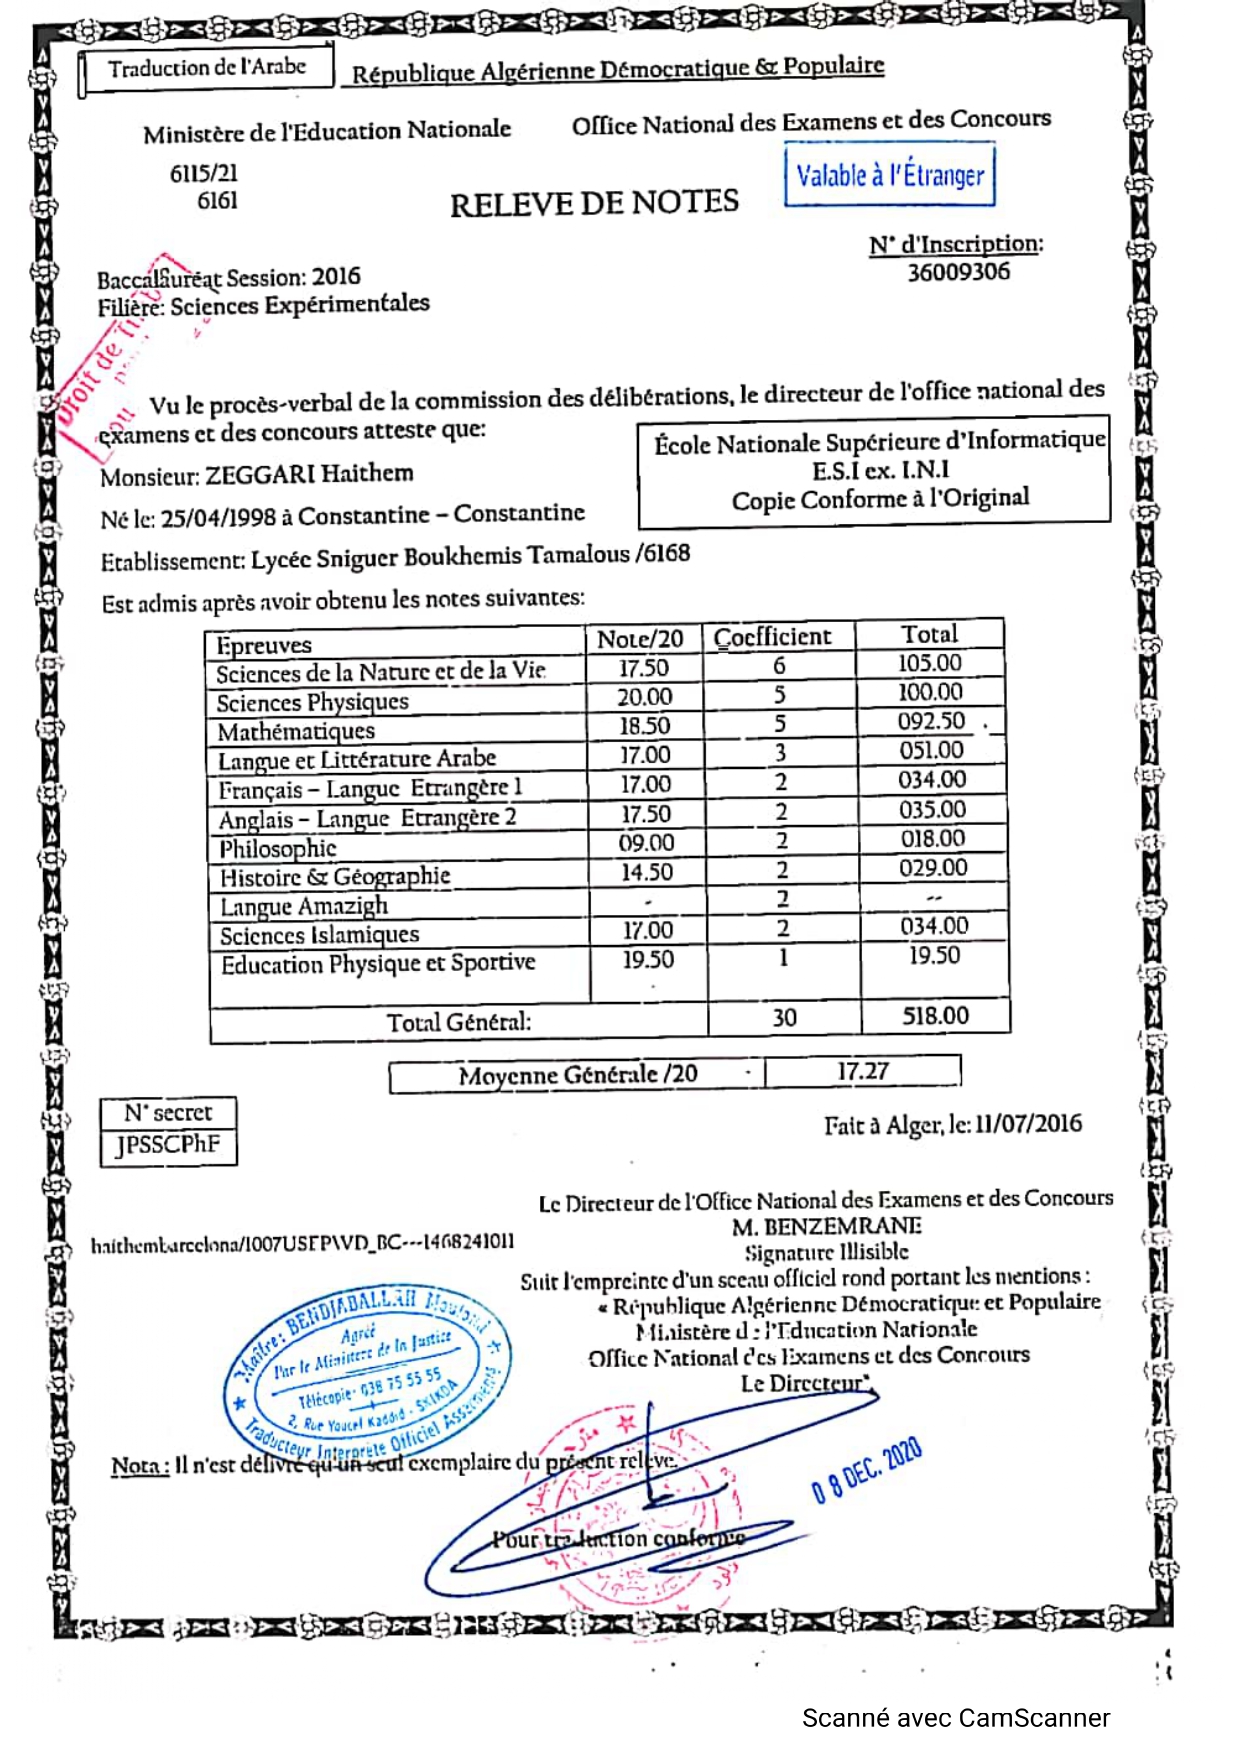 Traduction de l'Arabe
République Algérienne Démocratique & Populaire
Ministère de l'Education Nationale
Office National des Examens et des Concours
6115/21
6161
Valable à l'Étranger
RELEVE DE NOTES
N° d'Inscription:
36009306
Baccalauréat Session: 2016
Filière: Sciences Expérimentales
Droit de
Vu le procès-verbal de la commission des délibérations, le directeur de l'office national des
examens et des concours atteste que:
École Nationale Supérieure d'Informatique
E.S.I ex. I.N.I
Copie Conforme à l'Original
Monsieur: ZEGGARI Haithem
Né le: 25/04/1998 à Constantine – Constantine
Etablissement: Lycée Sniguer Boukhemis Tamalous /6168
Est admis après avoir obtenu les notes suivantes:
Epreuves Note/20 Coefficient Total
Sciences de la Nature et de la Vie 17.50 6 105.00
Sciences Physiques 20.00 5 100.00
Mathématiques 18.50 5 092.50
Langue et Littérature Arabe 17.00 3 051.00
Français – Langue Etrangère 1 17.00 2 034.00
Anglais – Langue Etrangère 2 17.50 2 035.00
Philosophie 09.00 2 018.00
Histoire & Géographie 14.50 2 029.00
Langue Amazigh - 2 --
Sciences Islamiques 17.00 2 034.00
Education Physique et Sportive 19.50 1 19.50
Total Général: 30 518.00
Moyenne Générale /20 17.27
N° secret
JPSSCPhF
Fait à Alger, le: 11/07/2016
Le Directeur de l'Office National des Examens et des Concours
M. BENZEMRANE
Signature Illisible
haithembarcelona/1007USEP\VD_BC---1468241011
Suit l'empreinte d'un sceau officiel rond portant les mentions :
« République Algérienne Démocratique et Populaire
Ministère de l'Education Nationale
Office National des Examens et des Concours
Le Directeur"
Maître: BENDJABALLAH Mouloud
Agréé
Par le Ministère de la Justice
Télécopie: 038 75 55 55
2, Rue Youcef Kaddid - SKIKDA
Traducteur Interprète Officiel Assermenté
Nota : Il n'est délivré qu'un seul exemplaire du présent relève.
08 DEC. 2020
Pour traduction conforme
Scanné avec CamScanner